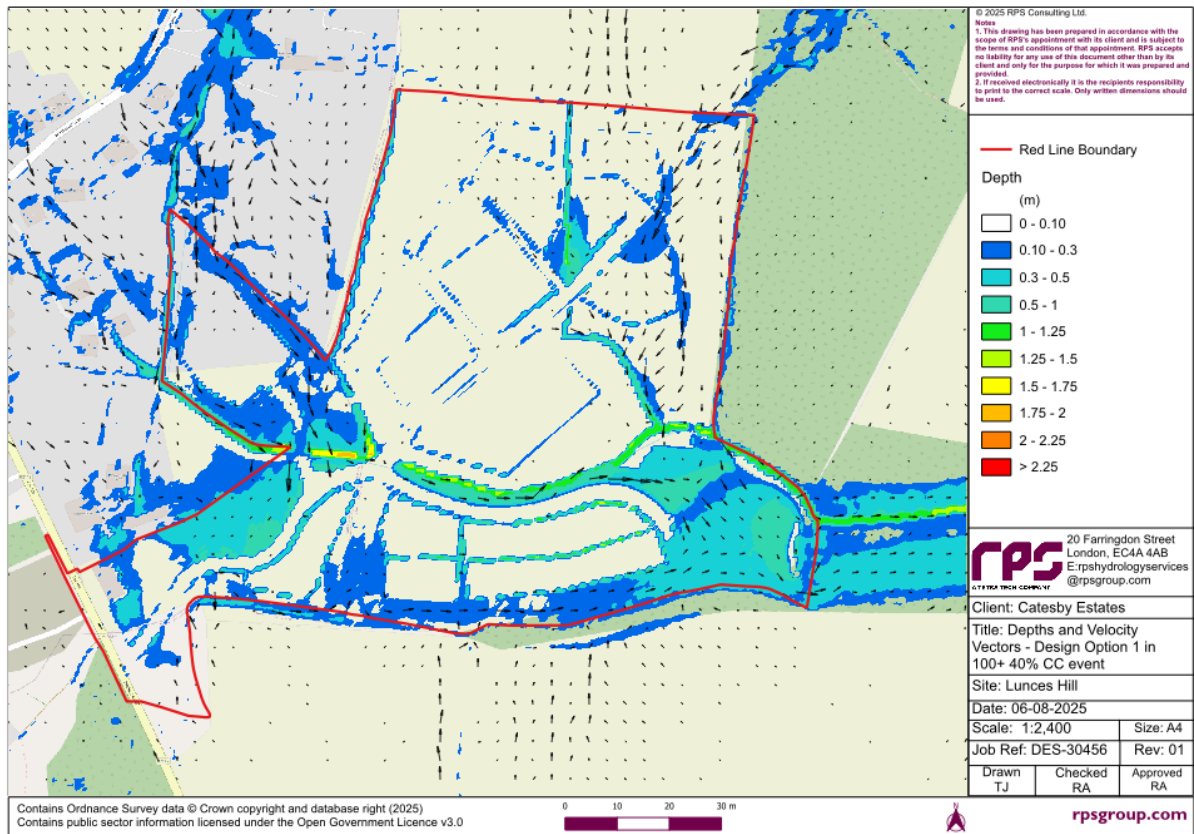 © 2025 RPS Consulting Ltd.
Notes
1. This drawing has been prepared in accordance with the
scope of RPS's appointment with its client and is subject to
the terms and conditions of that appointment. RPS accepts
no liability for any use of this document other than by its
client and only for the purpose for which it was prepared and
provided.
2. If received electronically it is the recipients responsibility
to print to the correct scale. Only written dimensions should
be used.
Red Line Boundary
Depth
(m)
0 - 0.10
0.10 - 0.3
0.3 - 0.5
0.5 - 1
1 - 1.25
1.25 - 1.5
1.5 - 1.75
1.75 - 2
2 - 2.25
> 2.25
rps
A TETRA TECH COMPANY
20 Farringdon Street
London, EC4A 4AB
E:rpshydrologyservices
@rpsgroup.com
Client: Catesby Estates
Title: Depths and Velocity
Vectors - Design Option 1 in
100+ 40% CC event
Site: Lunces Hill
Date: 06-08-2025
Scale: 1:2,400 Size: A4
Job Ref: DES-30456 Rev: 01
Drawn Checked Approved
TJ RA RA
Contains Ordnance Survey data © Crown copyright and database right (2025)
Contains public sector information licensed under the Open Government Licence v3.0
0 10 20 30 m
N
rpsgroup.com